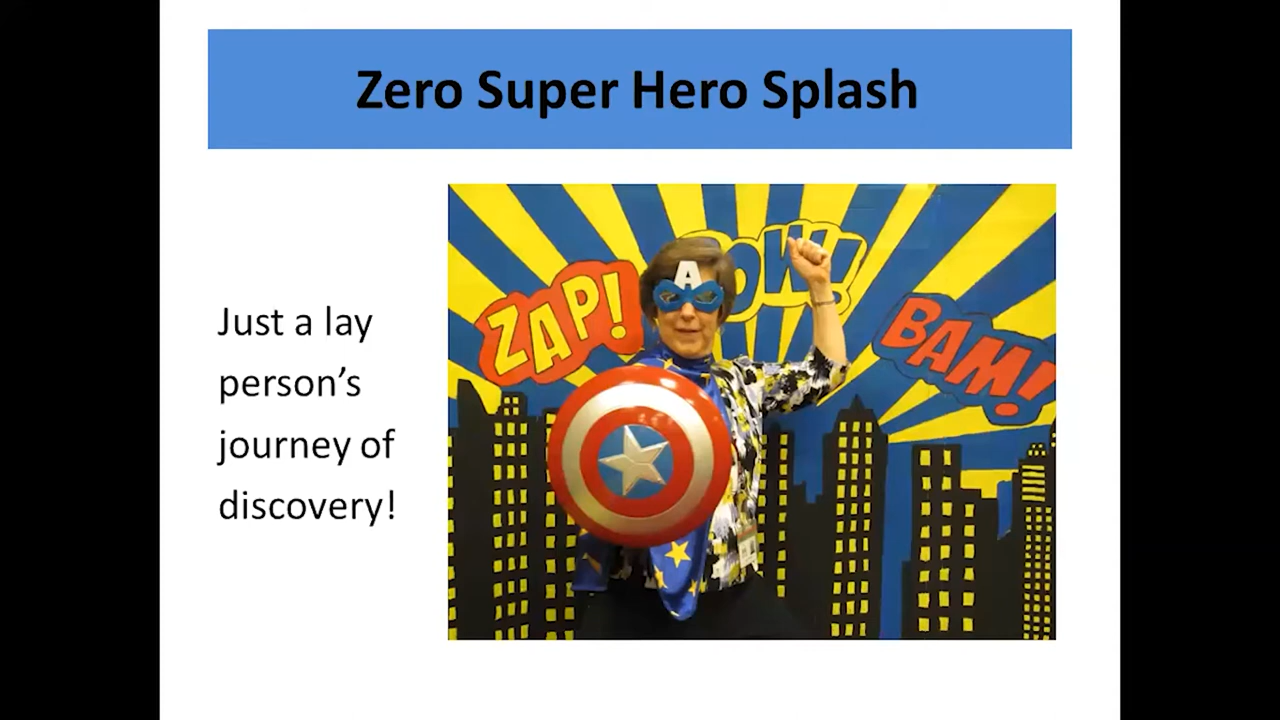 Zero Super Hero Splash
Just a lay
person's
journey of
discovery!
ZAP!
POW!
BAM!
A